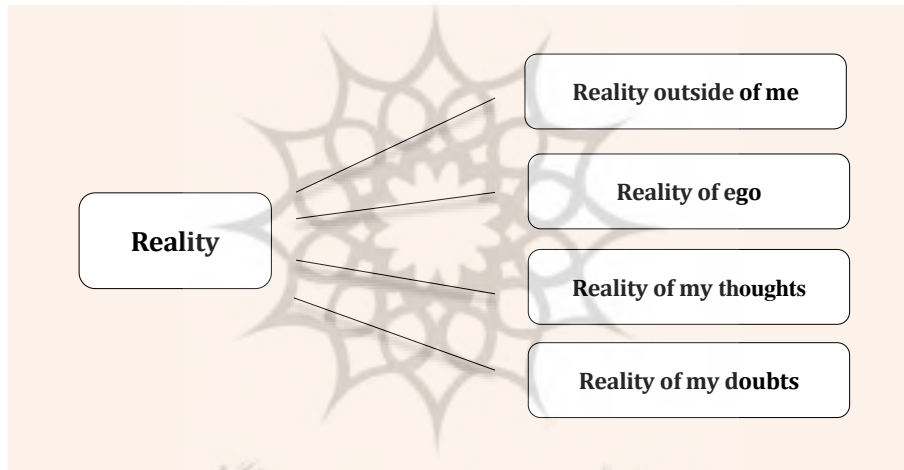 Reality outside of me
Reality of ego
Reality
Reality of my thoughts
Reality of my doubts